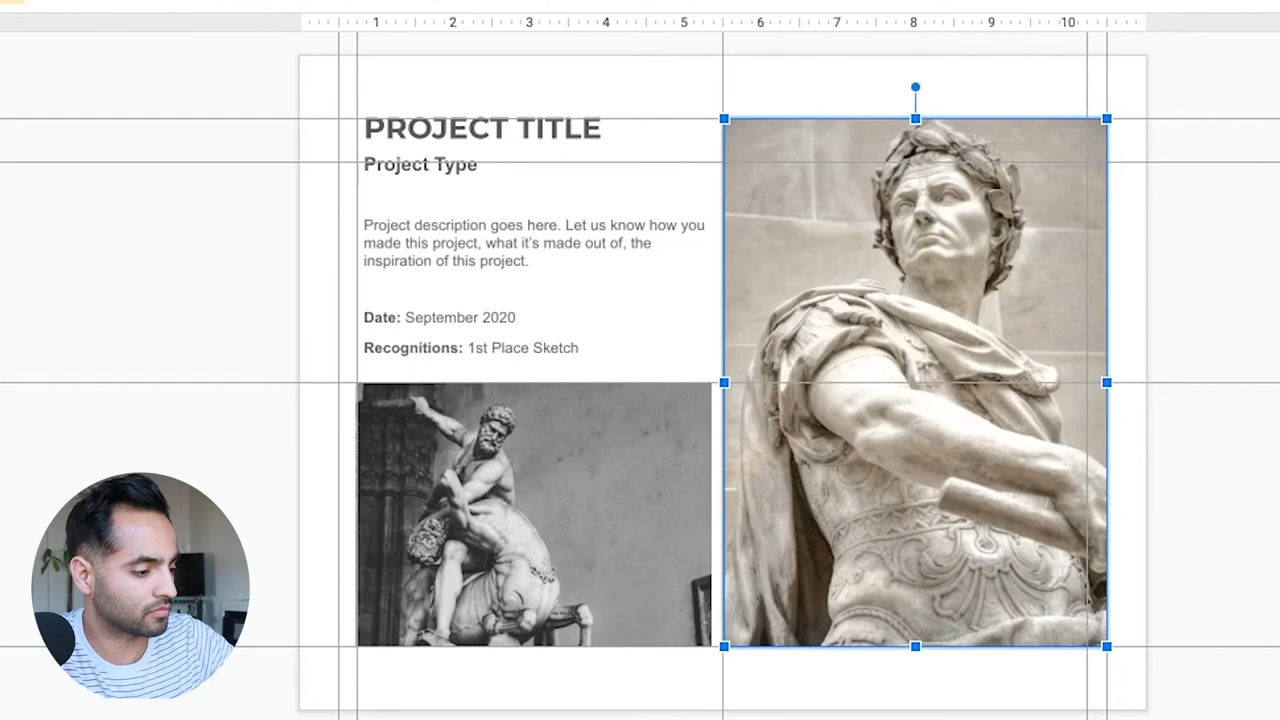 1 2 3 4 5 6 7 8 9 10
PROJECT TITLE
Project Type
Project description goes here. Let us know how you
made this project, what it's made out of, the
inspiration of this project.
Date: September 2020
Recognitions: 1st Place Sketch